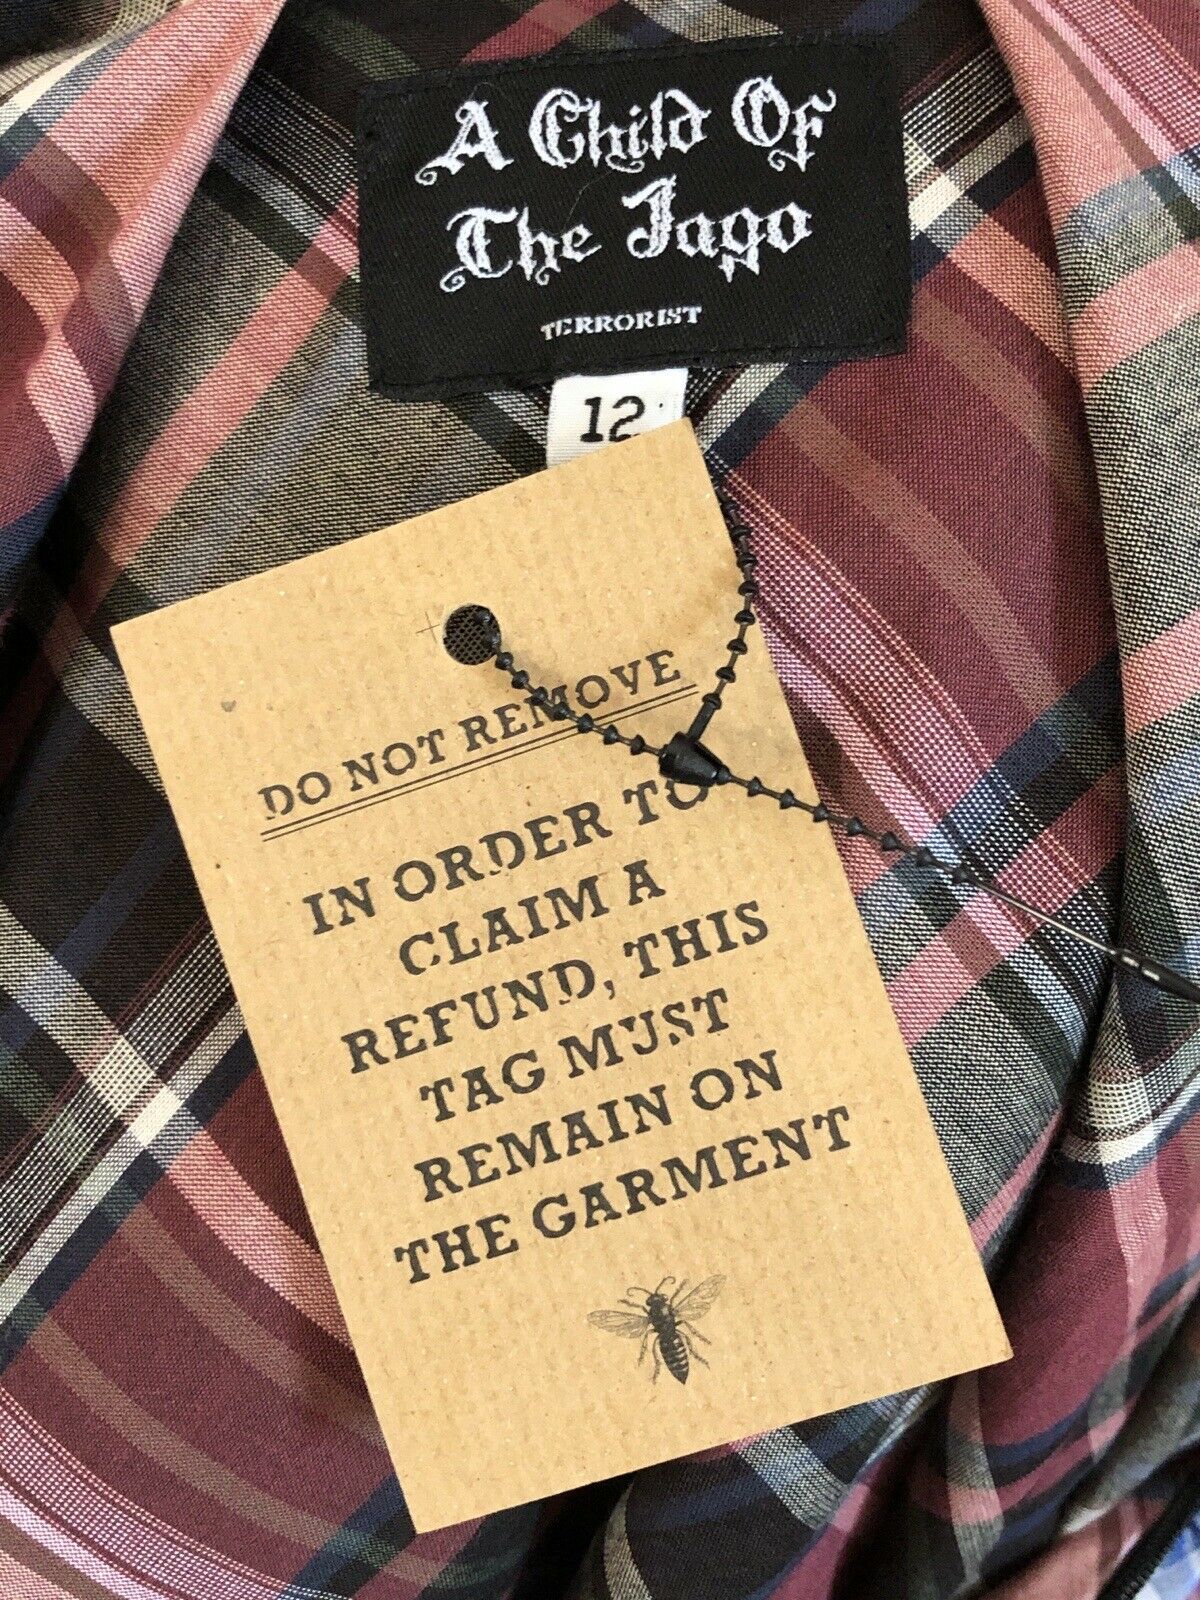 A Child Of
The Jago
TERRORIST
12
DO NOT REMOVE
IN ORDER TO
CLAIM A
REFUND, THIS
TAG MUST
REMAIN ON
THE GARMENT